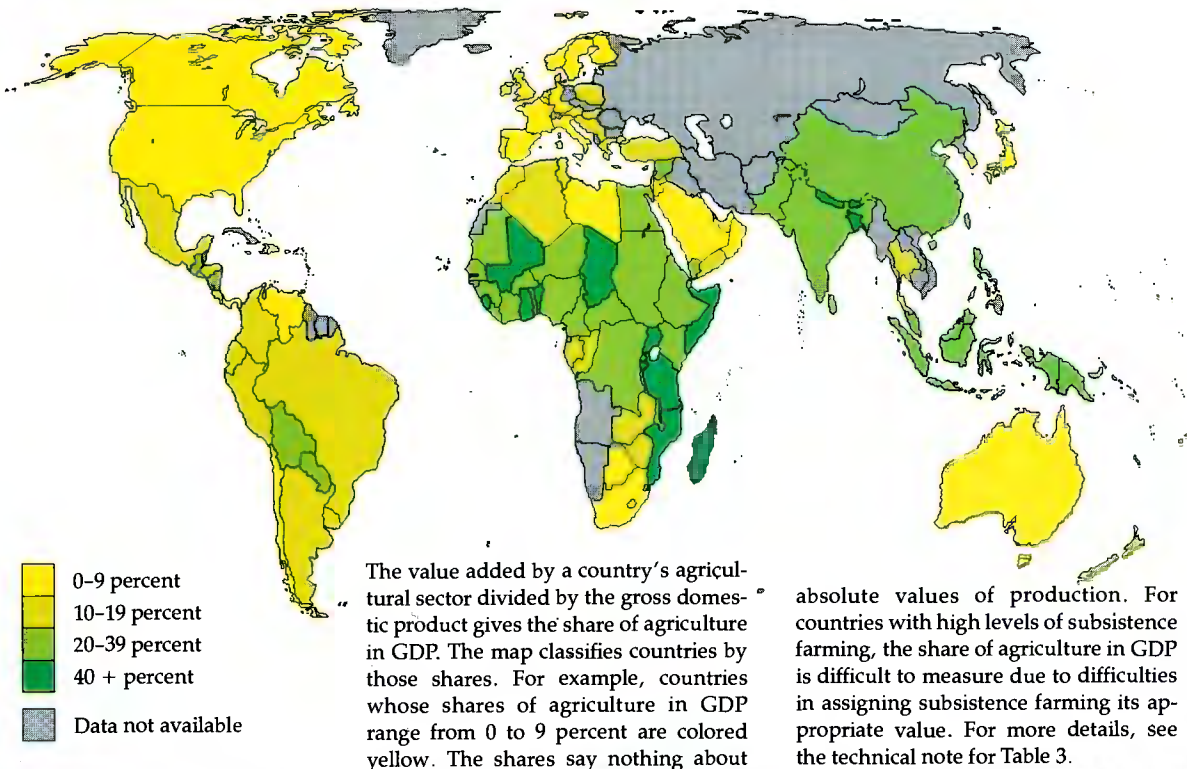 0–9 percent
10–19 percent
20–39 percent
40 + percent
Data not available
The value added by a country's agricul-
tural sector divided by the gross domes-
tic product gives the share of agriculture
in GDP. The map classifies countries by
those shares. For example, countries
whose shares of agriculture in GDP
range from 0 to 9 percent are colored
yellow. The shares say nothing about
absolute values of production. For
countries with high levels of subsistence
farming, the share of agriculture in GDP
is difficult to measure due to difficulties
in assigning subsistence farming its ap-
propriate value. For more details, see
the technical note for Table 3.